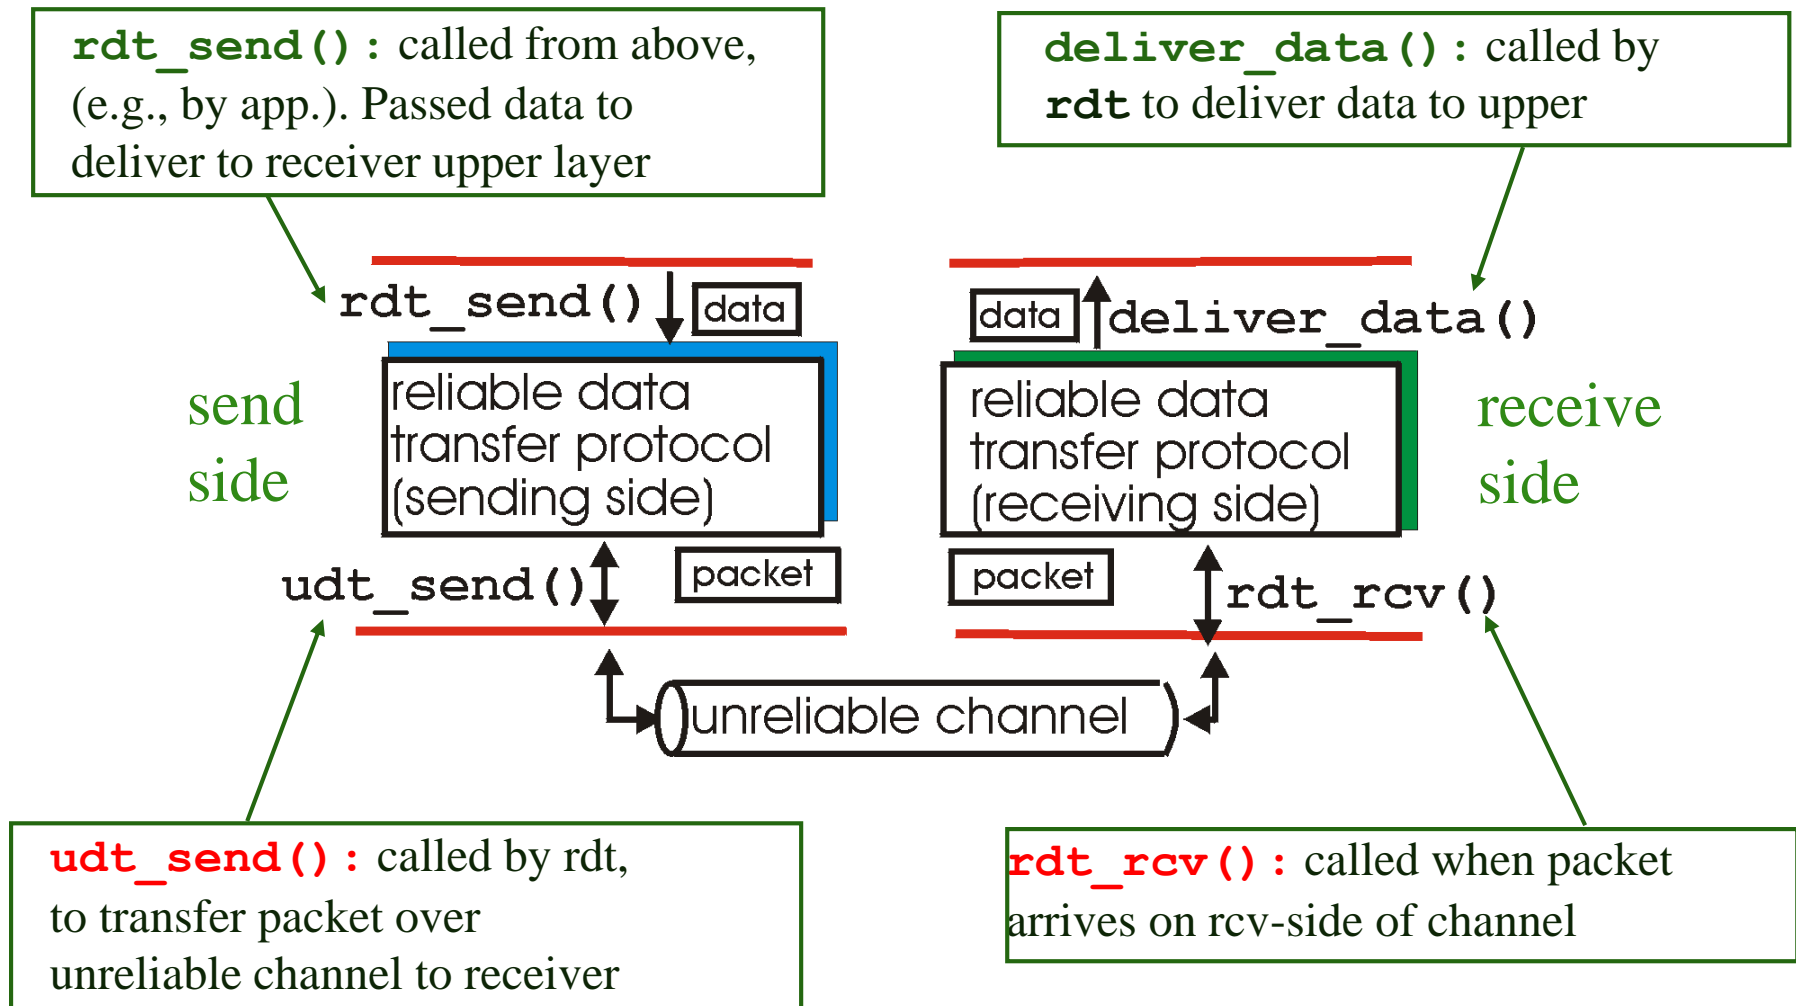 rdt_send(): called from above,
(e.g., by app.). Passed data to
deliver to receiver upper layer
deliver_data(): called by
rdt to deliver data to upper
rdt_send()
data
data
deliver_data()
send
side
reliable data
transfer protocol
(sending side)
reliable data
transfer protocol
(receiving side)
receive
side
udt_send()
packet
packet
rdt_rcv()
unreliable channel
udt_send(): called by rdt,
to transfer packet over
unreliable channel to receiver
rdt_rcv(): called when packet
arrives on rcv-side of channel